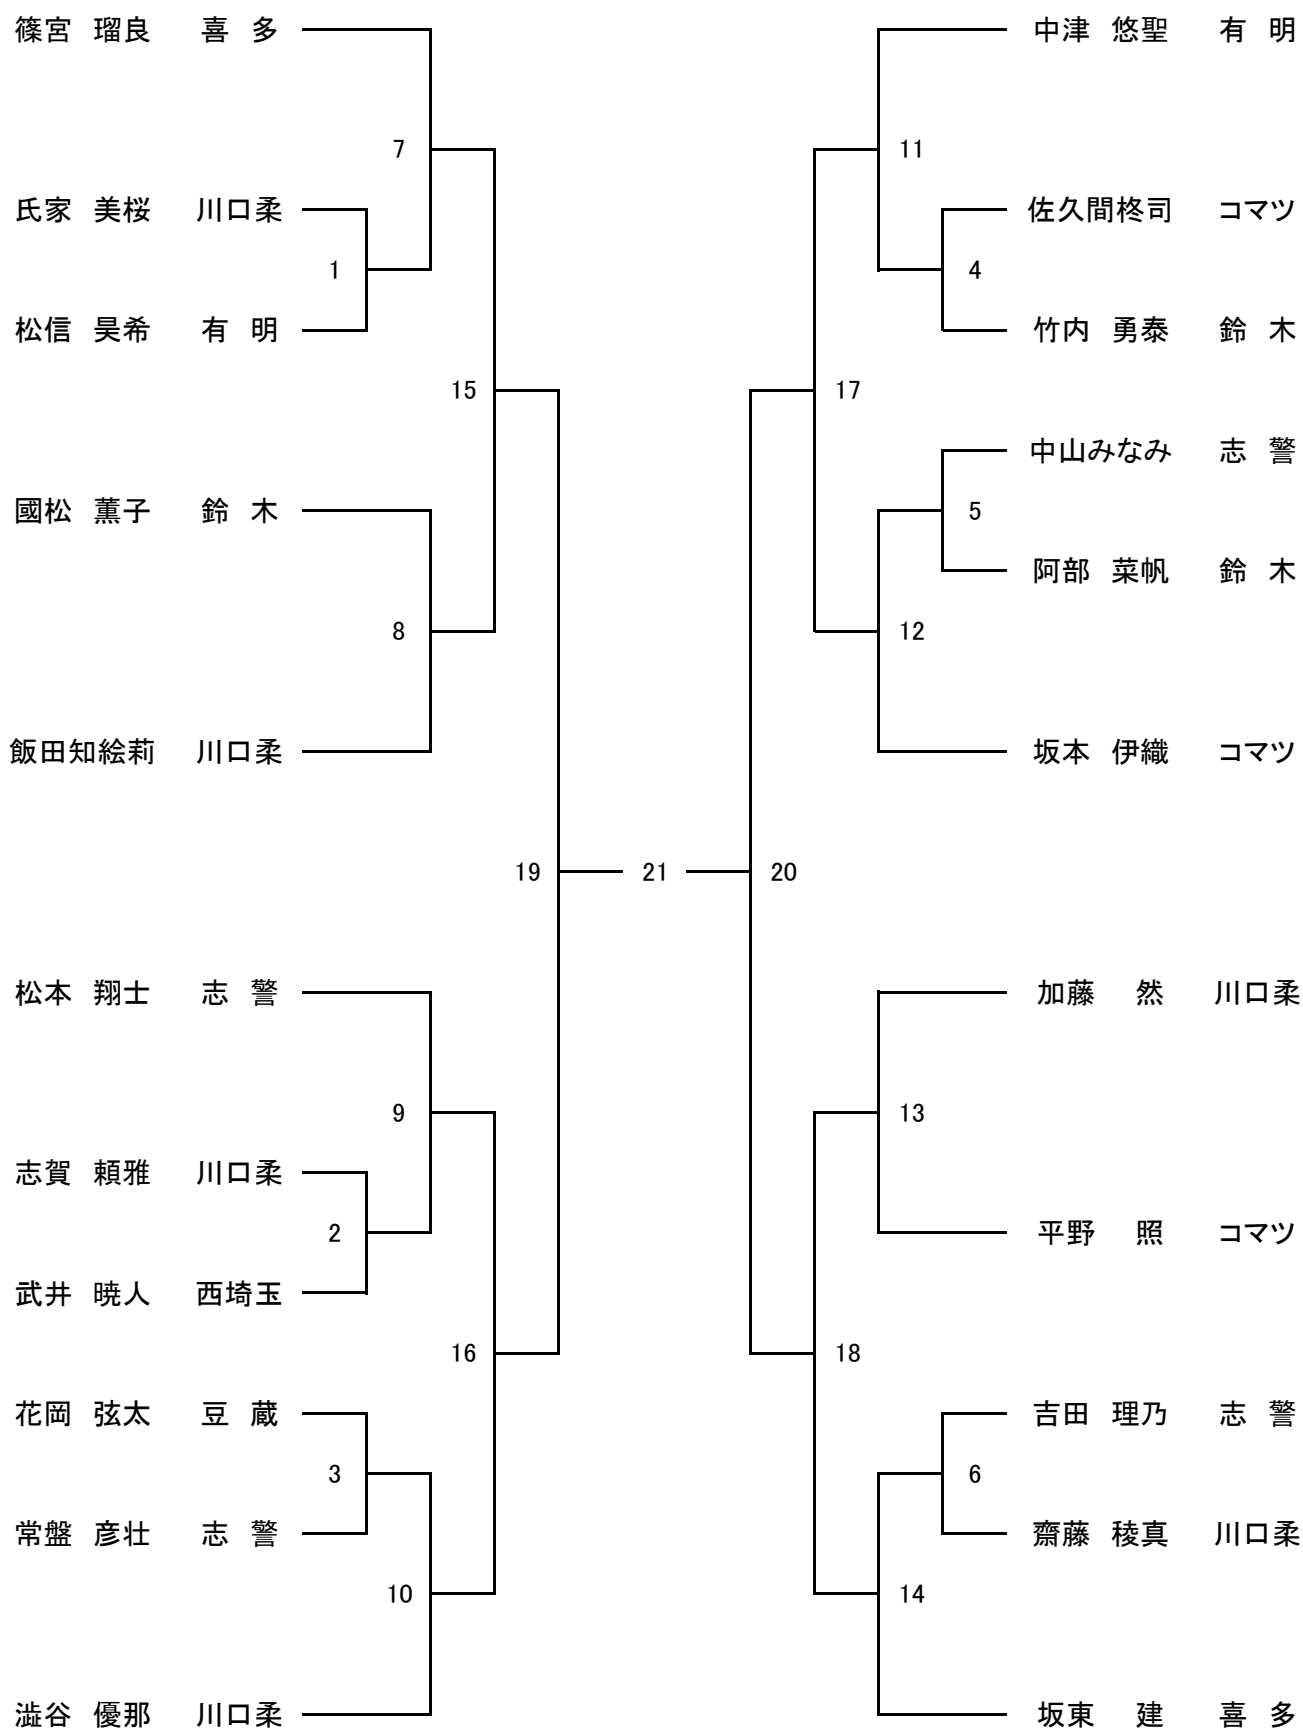 篠宮 瑠良 喜 多
7
氏家 美桜 川口柔
1
松信 昊希 有 明
15
國松 薫子 鈴 木
8
飯田知絵莉 川口柔
19
松本 翔士 志 警
9
志賀 頼雅 川口柔
2
武井 暁人 西埼玉
16
花岡 弦太 豆 蔵
3
常盤 彦壮 志 警
10
澁谷 優那 川口柔
21
中津 悠聖 有 明
11
佐久間柊司 コマツ
4
竹内 勇泰 鈴 木
17
中山みなみ 志 警
5
阿部 菜帆 鈴 木
12
坂本 伊織 コマツ
20
加藤 然 川口柔
13
平野 照 コマツ
18
吉田 理乃 志 警
6
齋藤 稜真 川口柔
14
坂東 建 喜 多